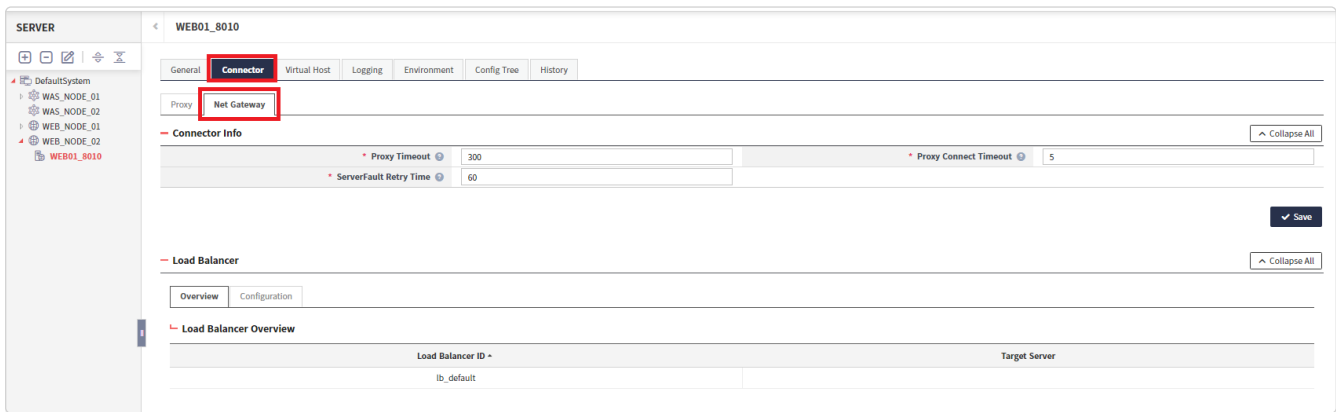 SERVER
DefaultSystem
WAS_NODE_01
WAS_NODE_02
WEB_NODE_01
WEB_NODE_02
WEB01_8010
WEB01_8010
General Connector Virtual Host Logging Environment Config Tree History
Proxy Net Gateway
Connector Info Collapse All
* Proxy Timeout ? 300 * Proxy Connect Timeout ? 5
* ServerFault Retry Time ? 60
Save
Load Balancer Collapse All
Overview Configuration
Load Balancer Overview
Load Balancer ID Target Server
lb_default